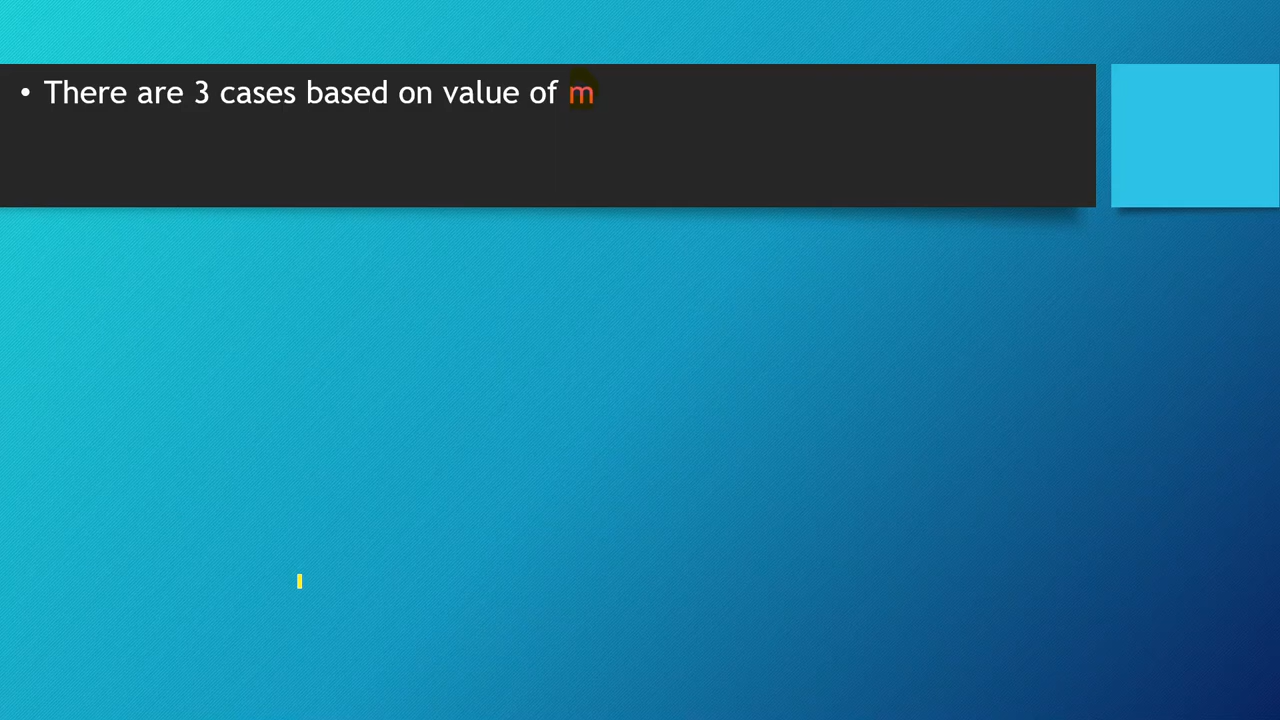 • There are 3 cases based on value of m